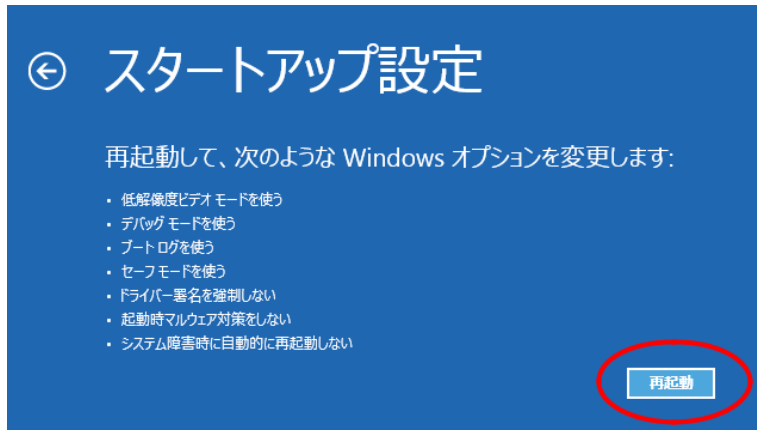 スタートアップ設定
再起動して、次のような Windows オプションを変更します:
• 低解像度ビデオ モードを使う
• デバッグ モードを使う
• ブート ログを使う
• セーフ モードを使う
• ドライバー署名を強制しない
• 起動時マルウェア対策をしない
• システム障害時に自動的に再起動しない
再起動